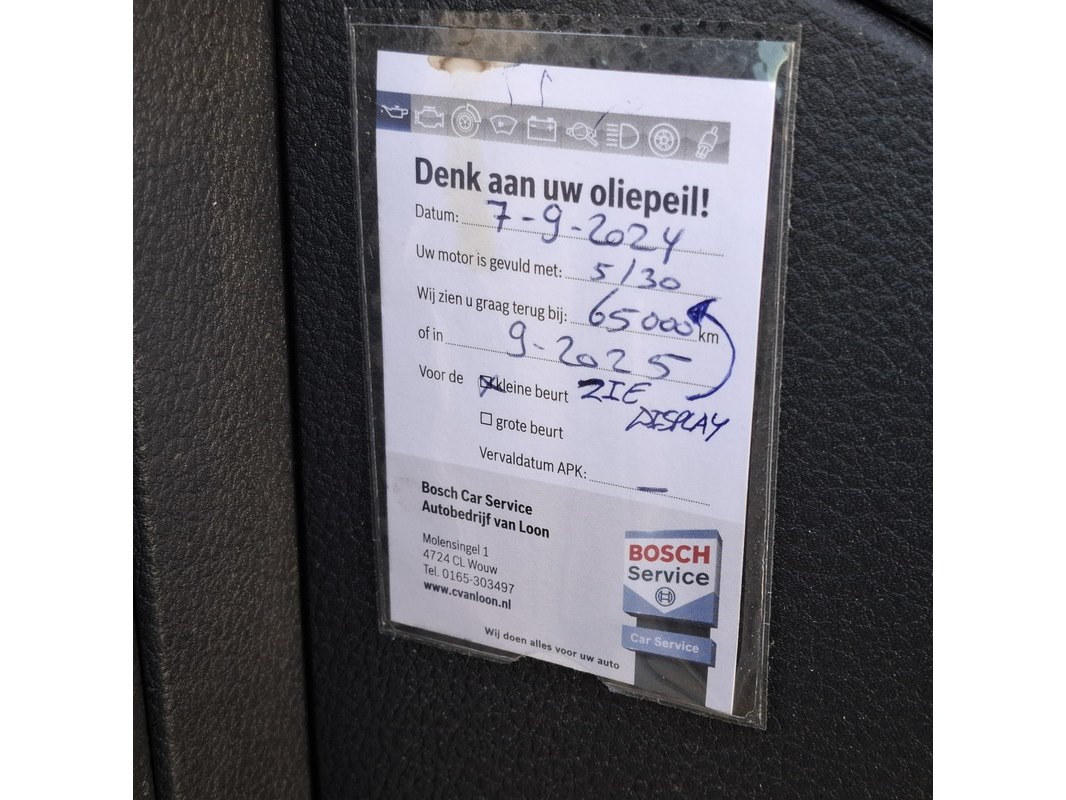 Denk aan uw oliepeil!
Datum: 7-9-2024
Uw motor is gevuld met: 5/30
Wij zien u graag terug bij: 65000 km
of in 9-2025
Voor de kleine beurt ZIE
DISPLAY
grote beurt
Vervaldatum APK: —
Bosch Car Service
Autobedrijf van Loon
Molensingel 1
4724 CL Wouw
Tel. 0165-303497
www.cvanloon.nl
Wij doen alles voor uw auto
BOSCH
Service
Car Service